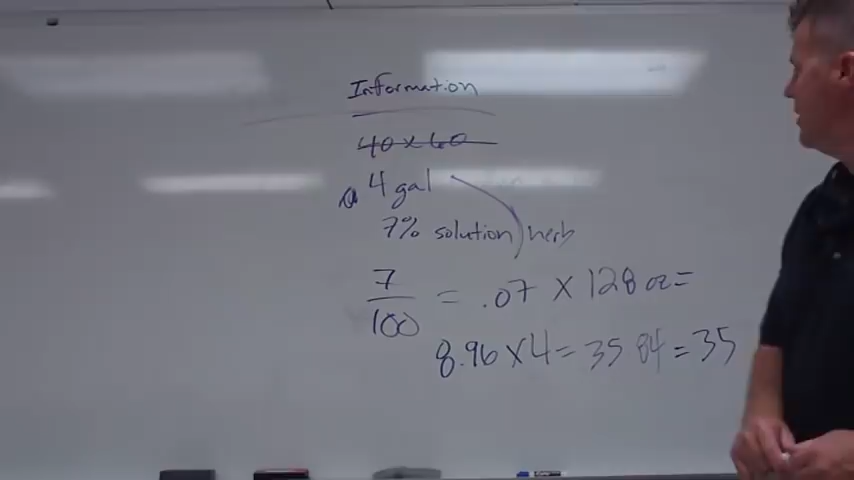 Information
40 x 60
4 gal
7% solution herb
7
100
= .07 X 128 oz =
8.96 X 4 = 35 84 = 35